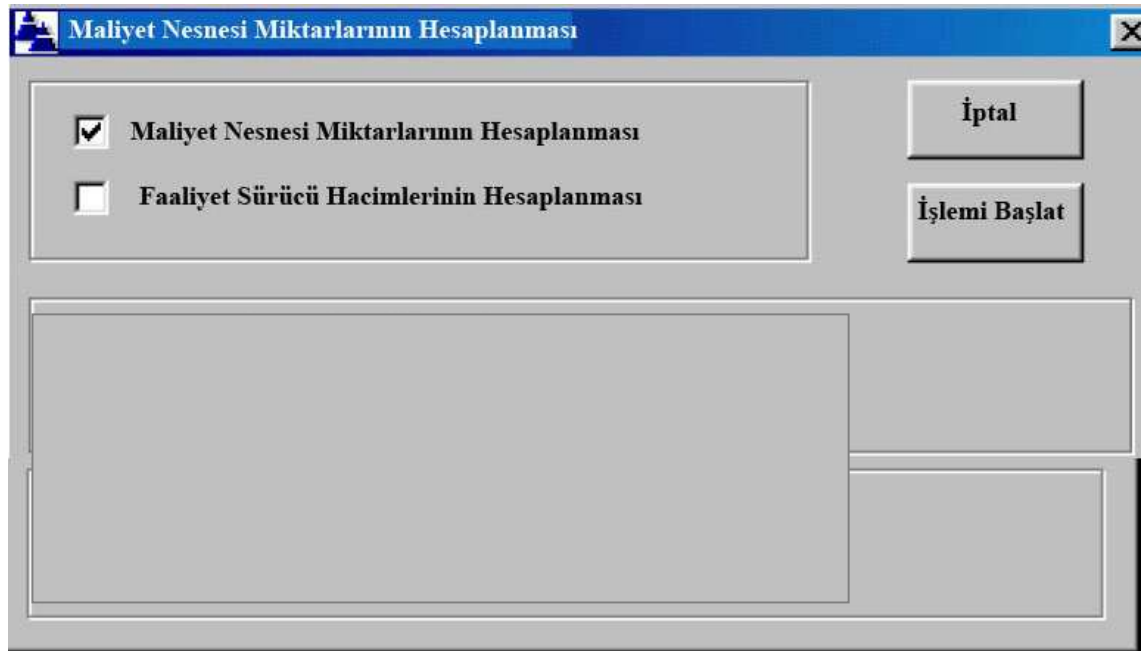 Maliyet Nesnesi Miktarlarının Hesaplanması
Maliyet Nesnesi Miktarlarının Hesaplanması
Faaliyet Sürücü Hacimlerinin Hesaplanması
İptal
İşlemi Başlat